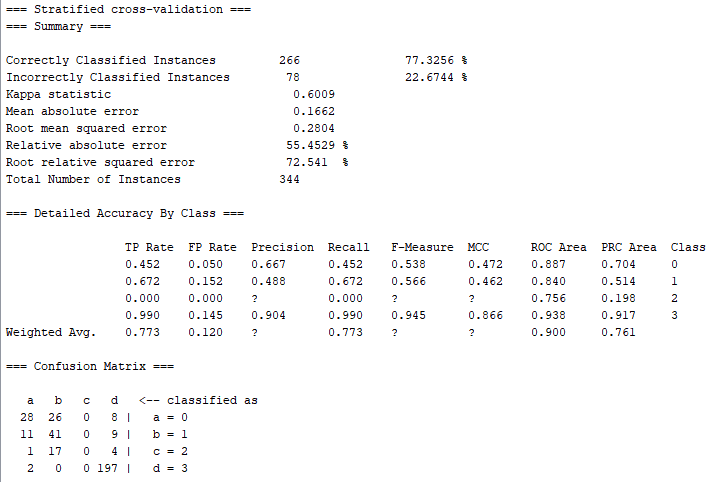 === Stratified cross-validation ===
=== Summary ===
Correctly Classified Instances 266 77.3256 %
Incorrectly Classified Instances 78 22.6744 %
Kappa statistic 0.6009
Mean absolute error 0.1662
Root mean squared error 0.2804
Relative absolute error 55.4529 %
Root relative squared error 72.541 %
Total Number of Instances 344
=== Detailed Accuracy By Class ===
TP Rate FP Rate Precision Recall F-Measure MCC ROC Area PRC Area Class
0.452 0.050 0.667 0.452 0.538 0.472 0.887 0.704 0
0.672 0.152 0.488 0.672 0.566 0.462 0.840 0.514 1
0.000 0.000 ? 0.000 ? ? 0.756 0.198 2
0.990 0.145 0.904 0.990 0.945 0.866 0.938 0.917 3
Weighted Avg. 0.773 0.120 ? 0.773 ? ? 0.900 0.761
=== Confusion Matrix ===
a b c d <-- classified as
28 26 0 8 | a = 0
11 41 0 9 | b = 1
1 17 0 4 | c = 2
2 0 0 197 | d = 3